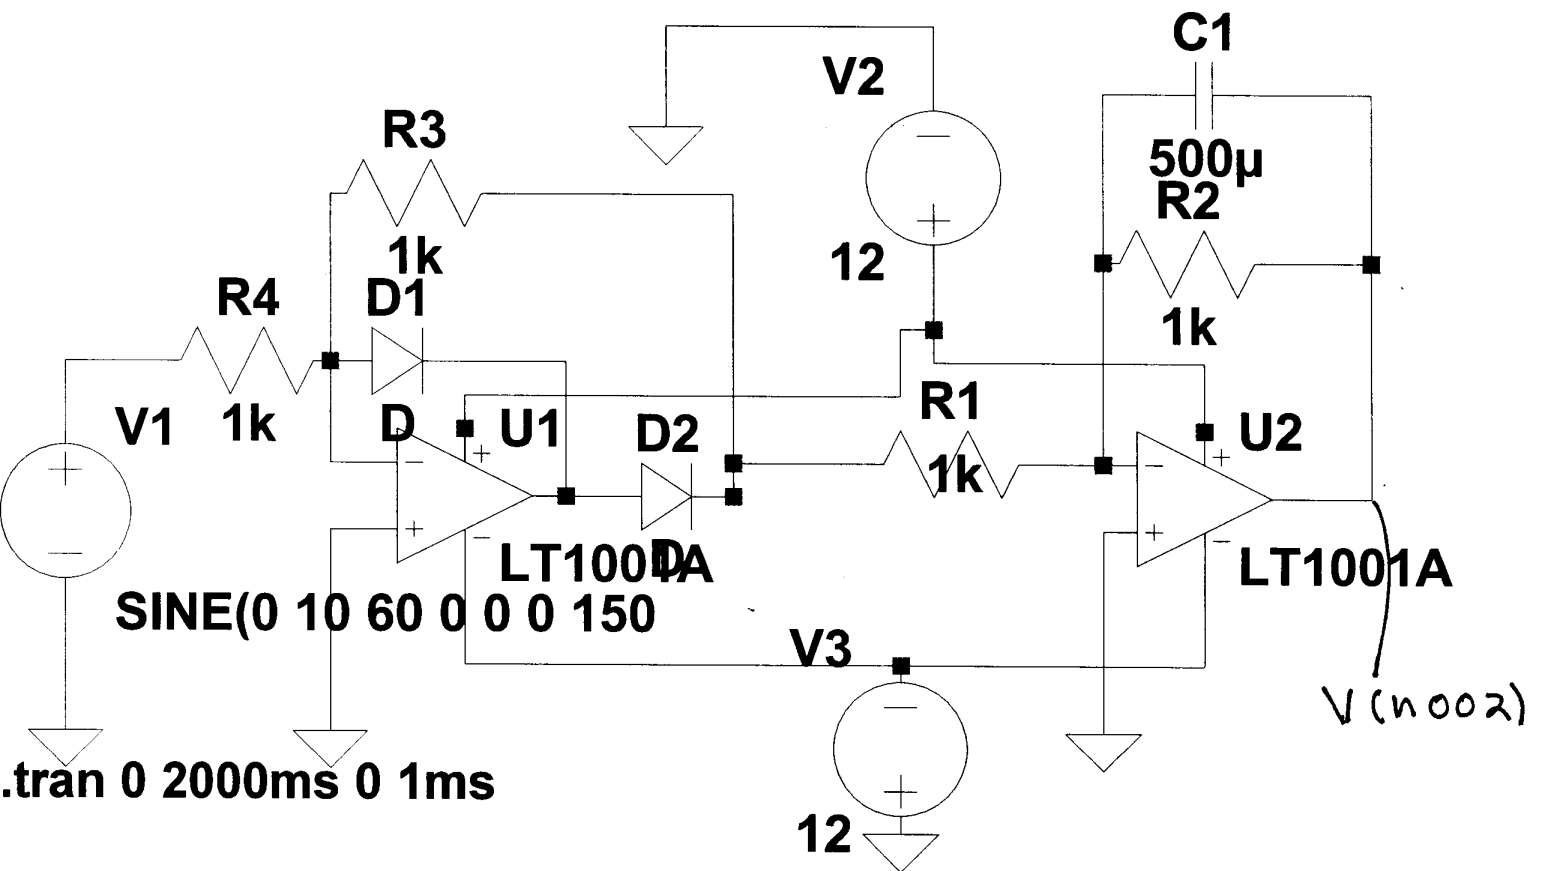 C1
V2
R3
500µ
R2
1k
12
R4
D1
1k
R1
V1
1k
D
U1
D2
1k
U2
LT1001A
D
LT1001A
SINE(0 10 60 0 0 0 150
V3
V(n002)
.tran 0 2000ms 0 1ms
12